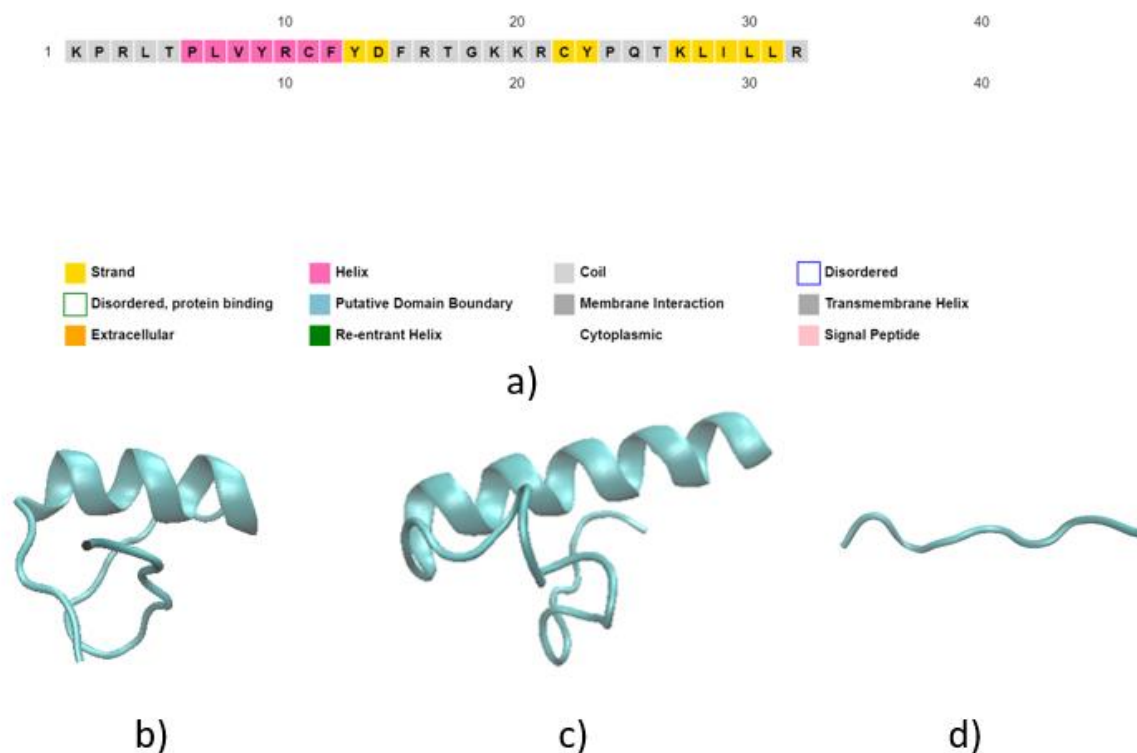 10 20 30 40
1 K P R L T P L V Y R C F Y D F R T G K K R C Y P Q T K L I L L R
10 20 30 40
Strand Helix Coil Disordered
Disordered, protein binding Putative Domain Boundary Membrane Interaction Transmembrane Helix
Extracellular Re-entrant Helix Cytoplasmic Signal Peptide
a)
b) c) d)